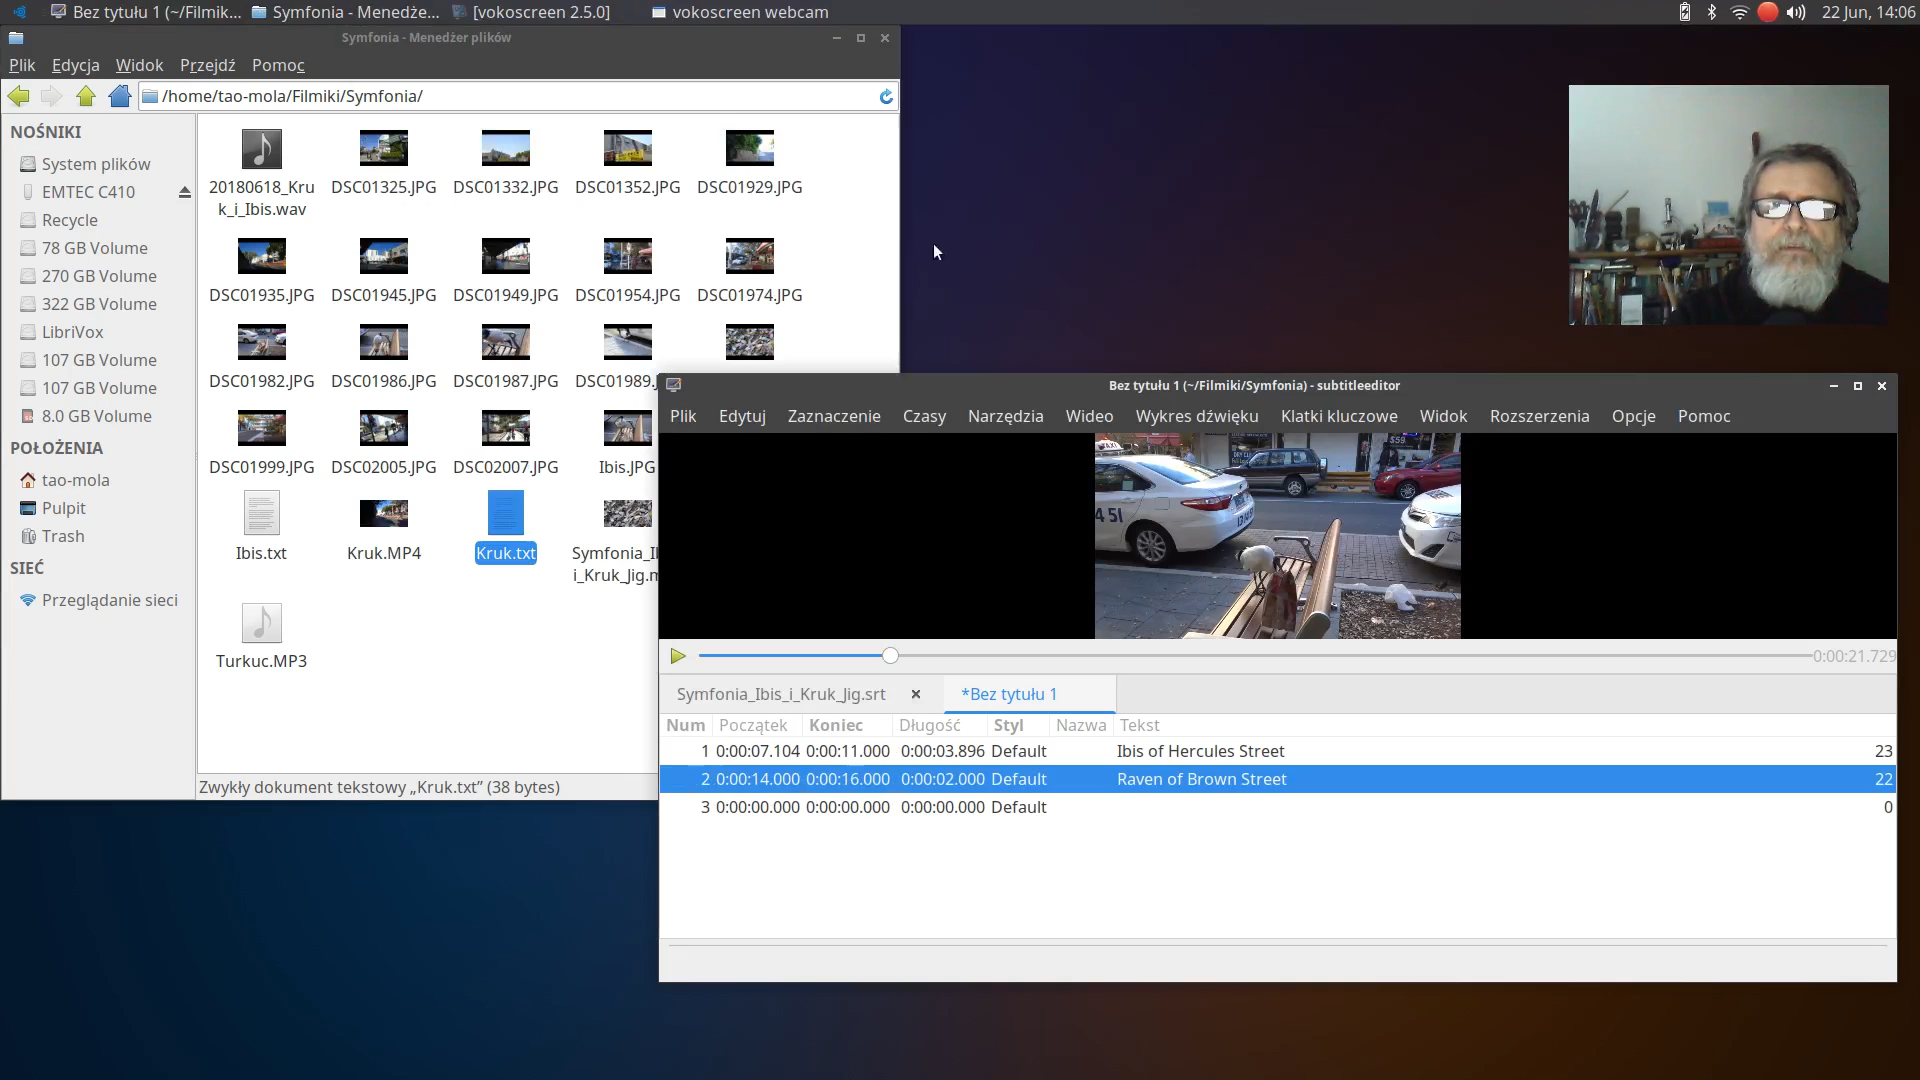 Bez tytułu 1 (~/Filmik... Symfonia - Menedże... [vokoscreen 2.5.0] vokoscreen webcam 22 Jun, 14:06
Symfonia - Menedżer plików
Plik Edycja Widok Przejdź Pomoc
/home/tao-mola/Filmiki/Symfonia/
NOŚNIKI
System plików
EMTEC C410
Recycle
78 GB Volume
270 GB Volume
322 GB Volume
LibriVox
107 GB Volume
107 GB Volume
8.0 GB Volume
POŁOŻENIA
tao-mola
Pulpit
Trash
SIEĆ
Przeglądanie sieci
20180618_Kru
k_i_Ibis.wav
DSC01325.JPG DSC01332.JPG DSC01352.JPG DSC01929.JPG
DSC01935.JPG DSC01945.JPG DSC01949.JPG DSC01954.JPG DSC01974.JPG
DSC01982.JPG DSC01986.JPG DSC01987.JPG DSC01989.
DSC01999.JPG DSC02005.JPG DSC02007.JPG Ibis.JPG
Ibis.txt Kruk.MP4 Kruk.txt Symfonia_I
i_Kruk_Jig.m
Turkuc.MP3
Zwykły dokument tekstowy „Kruk.txt” (38 bytes)
Bez tytułu 1 (~/Filmiki/Symfonia) - subtitleeditor
Plik Edytuj Zaznaczenie Czasy Narzędzia Wideo Wykres dźwięku Klatki kluczowe Widok Rozszerzenia Opcje Pomoc
TAXI
$59
4 51
0:00:21.729
Symfonia_Ibis_i_Kruk_Jig.srt *Bez tytułu 1
Num Początek Koniec Długość Styl Nazwa Tekst
1 0:00:07.104 0:00:11.000 0:00:03.896 Default Ibis of Hercules Street 23
2 0:00:14.000 0:00:16.000 0:00:02.000 Default Raven of Brown Street 22
3 0:00:00.000 0:00:00.000 0:00:00.000 Default 0